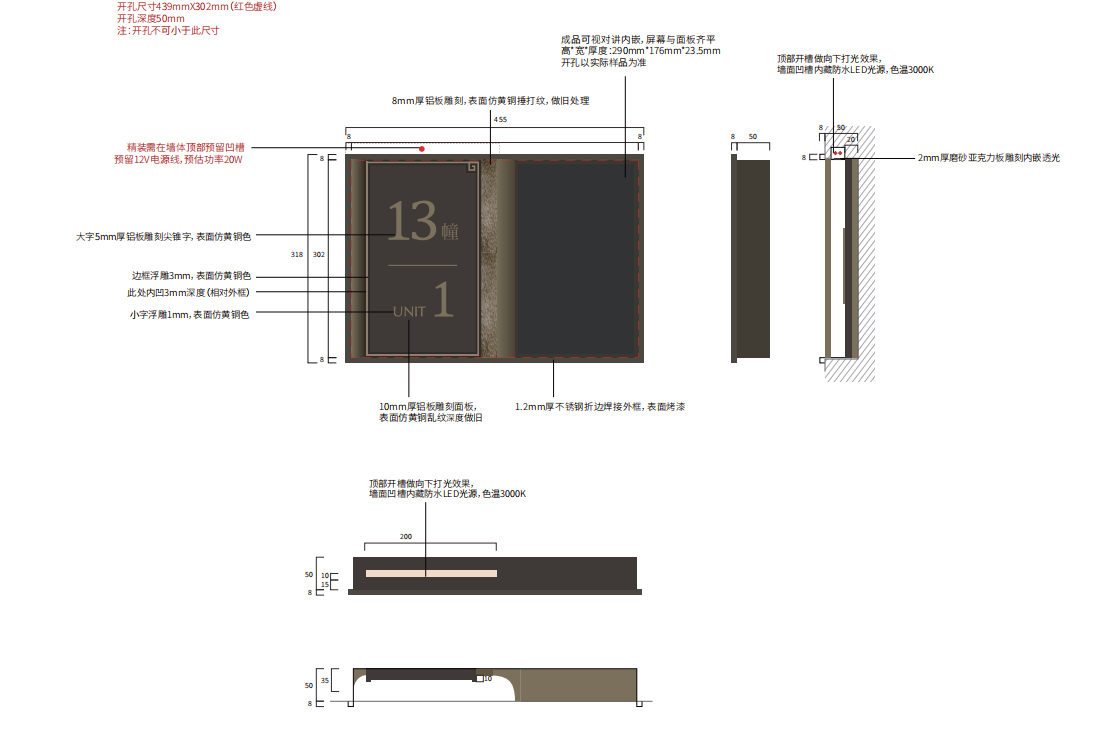 开孔尺寸439mmX302mm(红色虚线)
开孔深度50mm
注:开孔不可小于此尺寸
成品可视对讲内嵌,屏幕与面板齐平
高*宽*厚度:290mm*176mm*23.5mm
开孔以实际样品为准
顶部开槽做向下打光效果,
墙面凹槽内藏防水LED光源,色温3000K
8mm厚铝板雕刻,表面仿黄铜捶打纹,做旧处理
455
8
8
8
50
8
50
20
精装需在墙体顶部预留凹槽
预留12V电源线,预估功率20W
8
8
2mm厚磨砂亚克力板雕刻内嵌透光
13幢
大字5mm厚铝板雕刻尖锥字,表面仿黄铜色
318
302
边框浮雕3mm,表面仿黄铜色
此处内凹3mm深度(相对外框)
小字浮雕1mm,表面仿黄铜色
UNIT 1
8
10mm厚铝板雕刻面板,
表面仿黄铜乱纹深度做旧
1.2mm厚不锈钢折边焊接外框,表面烤漆
顶部开槽做向下打光效果,
墙面凹槽内藏防水LED光源,色温3000K
200
50
10
15
8
35
10
50
8